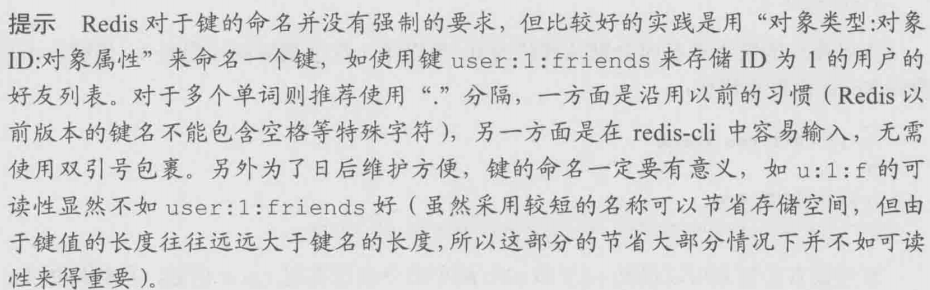 提示 Redis 对于键的命名并没有强制的要求，但比较好的实践是用“对象类型:对象
ID:对象属性”来命名一个键，如使用键 user:1:friends 来存储 ID 为 1 的用户的
好友列表。对于多个单词则推荐使用“.”分隔，一方面是沿用以前的习惯（Redis 以
前版本的键名不能包含空格等特殊字符），另一方面是在 redis-cli 中容易输入，无需
使用双引号包裹。另外为了日后维护方便，键的命名一定要有意义，如 u:1:f 的可
读性显然不如 user:1:friends 好（虽然采用较短的名称可以节省存储空间，但由
于键值的长度往往远远大于键名的长度，所以这部分的节省大部分情况下并不如可读
性来得重要）。